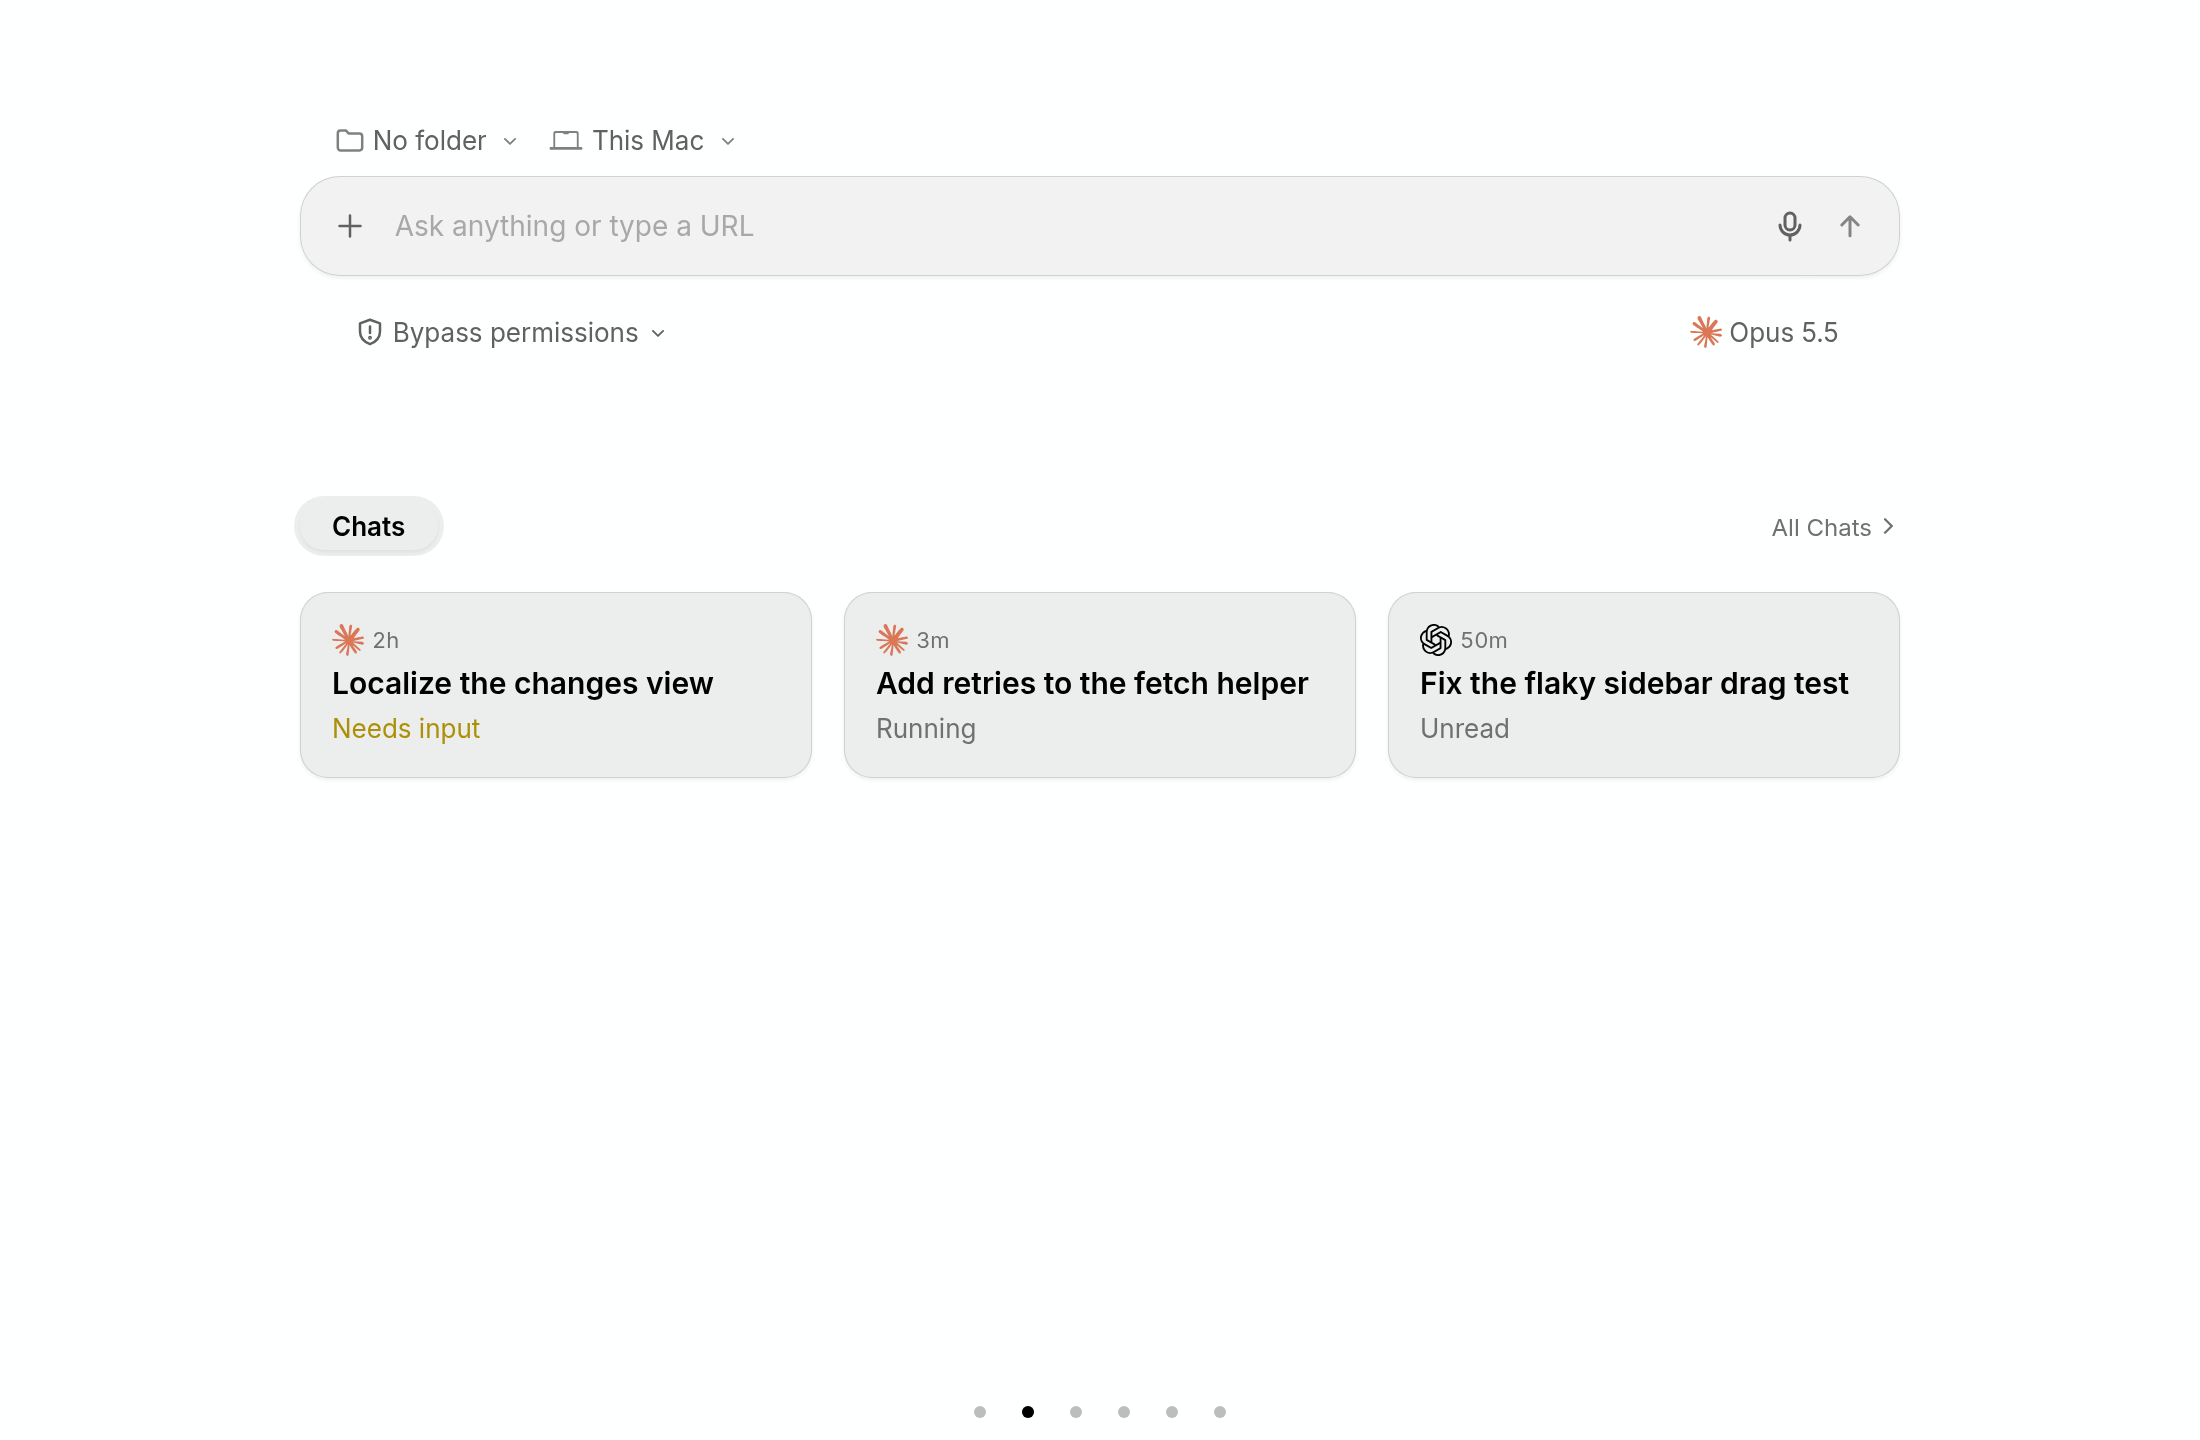 No folder This Mac
Ask anything or type a URL
Bypass permissions Opus 5.5
Chats All Chats
2h
Localize the changes view
Needs input
3m
Add retries to the fetch helper
Running
50m
Fix the flaky sidebar drag test
Unread